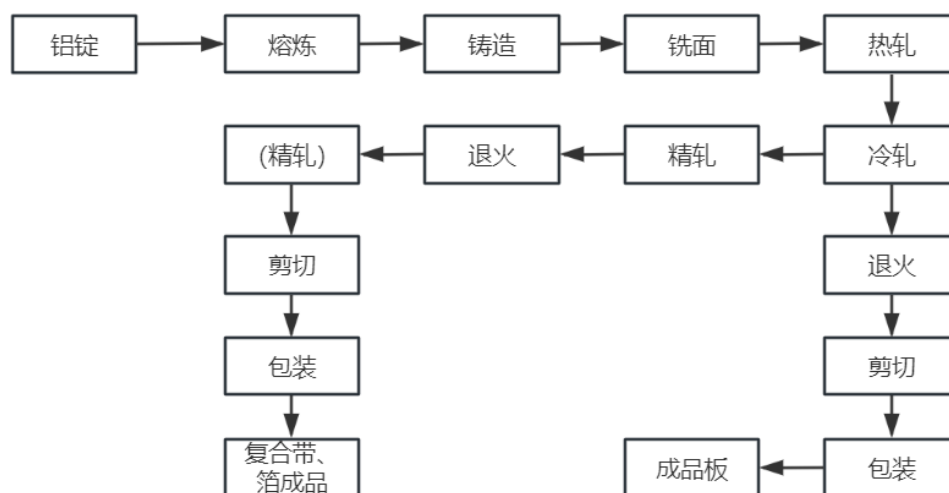 铝锭
熔炼
铸造
铣面
热轧
(精轧)
退火
精轧
冷轧
剪切
退火
包装
剪切
复合带、
箔成品
成品板
包装